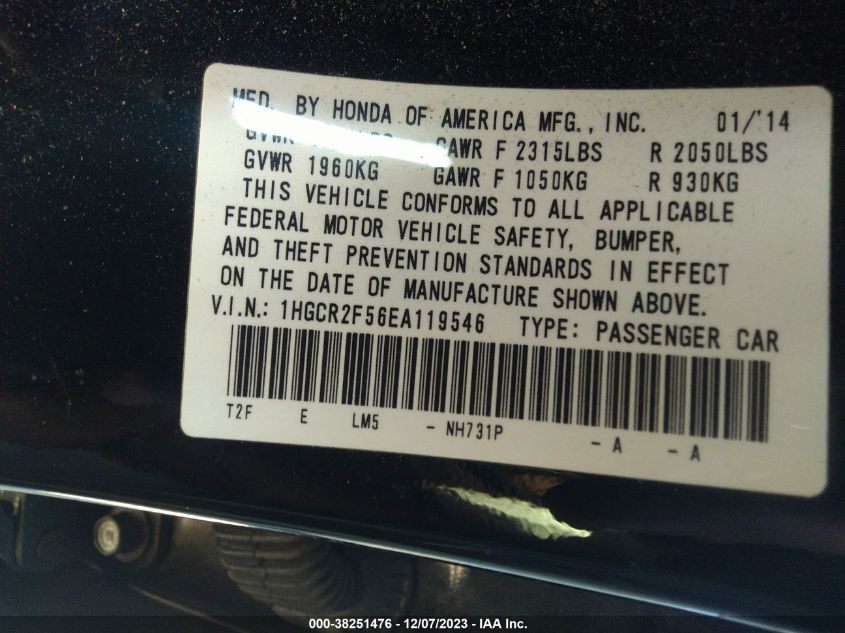 MFD. BY HONDA OF AMERICA MFG., INC. 01/'14
GVWR GAWR F 2315LBS R 2050LBS
GVWR 1960KG GAWR F 1050KG R 930KG
THIS VEHICLE CONFORMS TO ALL APPLICABLE
FEDERAL MOTOR VEHICLE SAFETY, BUMPER,
AND THEFT PREVENTION STANDARDS IN EFFECT
ON THE DATE OF MANUFACTURE SHOWN ABOVE.
V.I.N.: 1HGCR2F56EA119546 TYPE: PASSENGER CAR
T2F E LM5 - NH731P - A - A
000-38251476 - 12/07/2023 - IAA Inc.